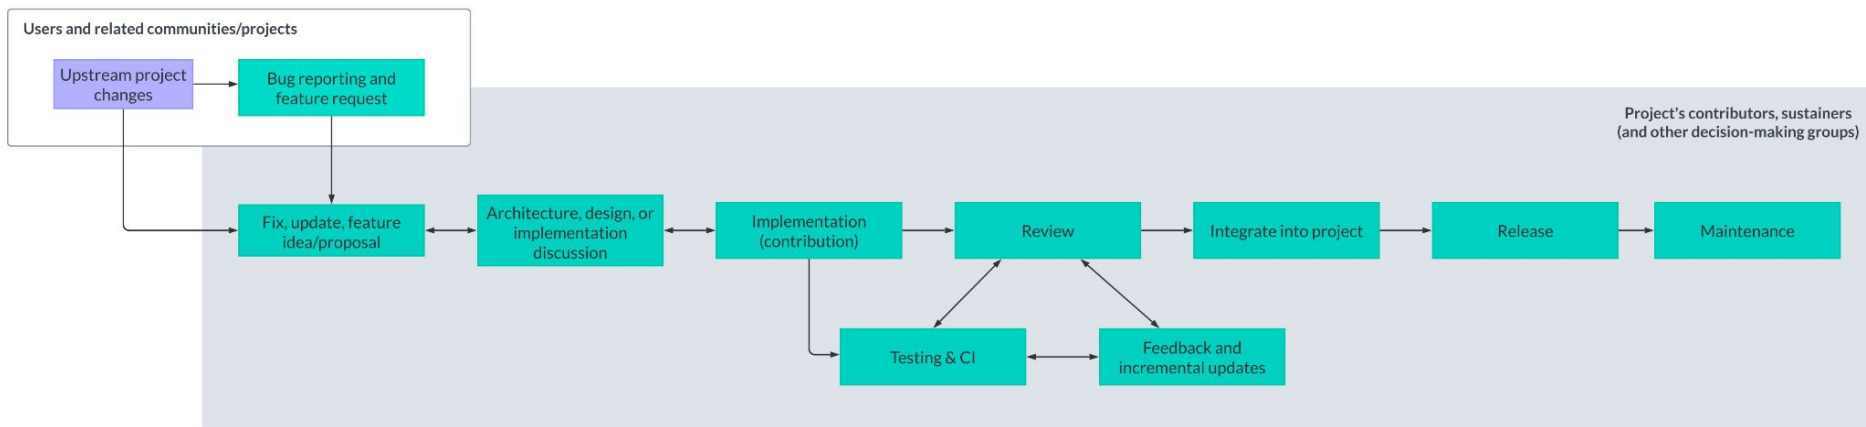 Users and related communities/projects
Upstream project
changes
Bug reporting and
feature request
Project's contributors, sustainers
(and other decision-making groups)
Fix, update, feature
idea/proposal
Architecture, design, or
implementation
discussion
Implementation
(contribution)
Review
Integrate into project
Release
Maintenance
Testing & CI
Feedback and
incremental updates